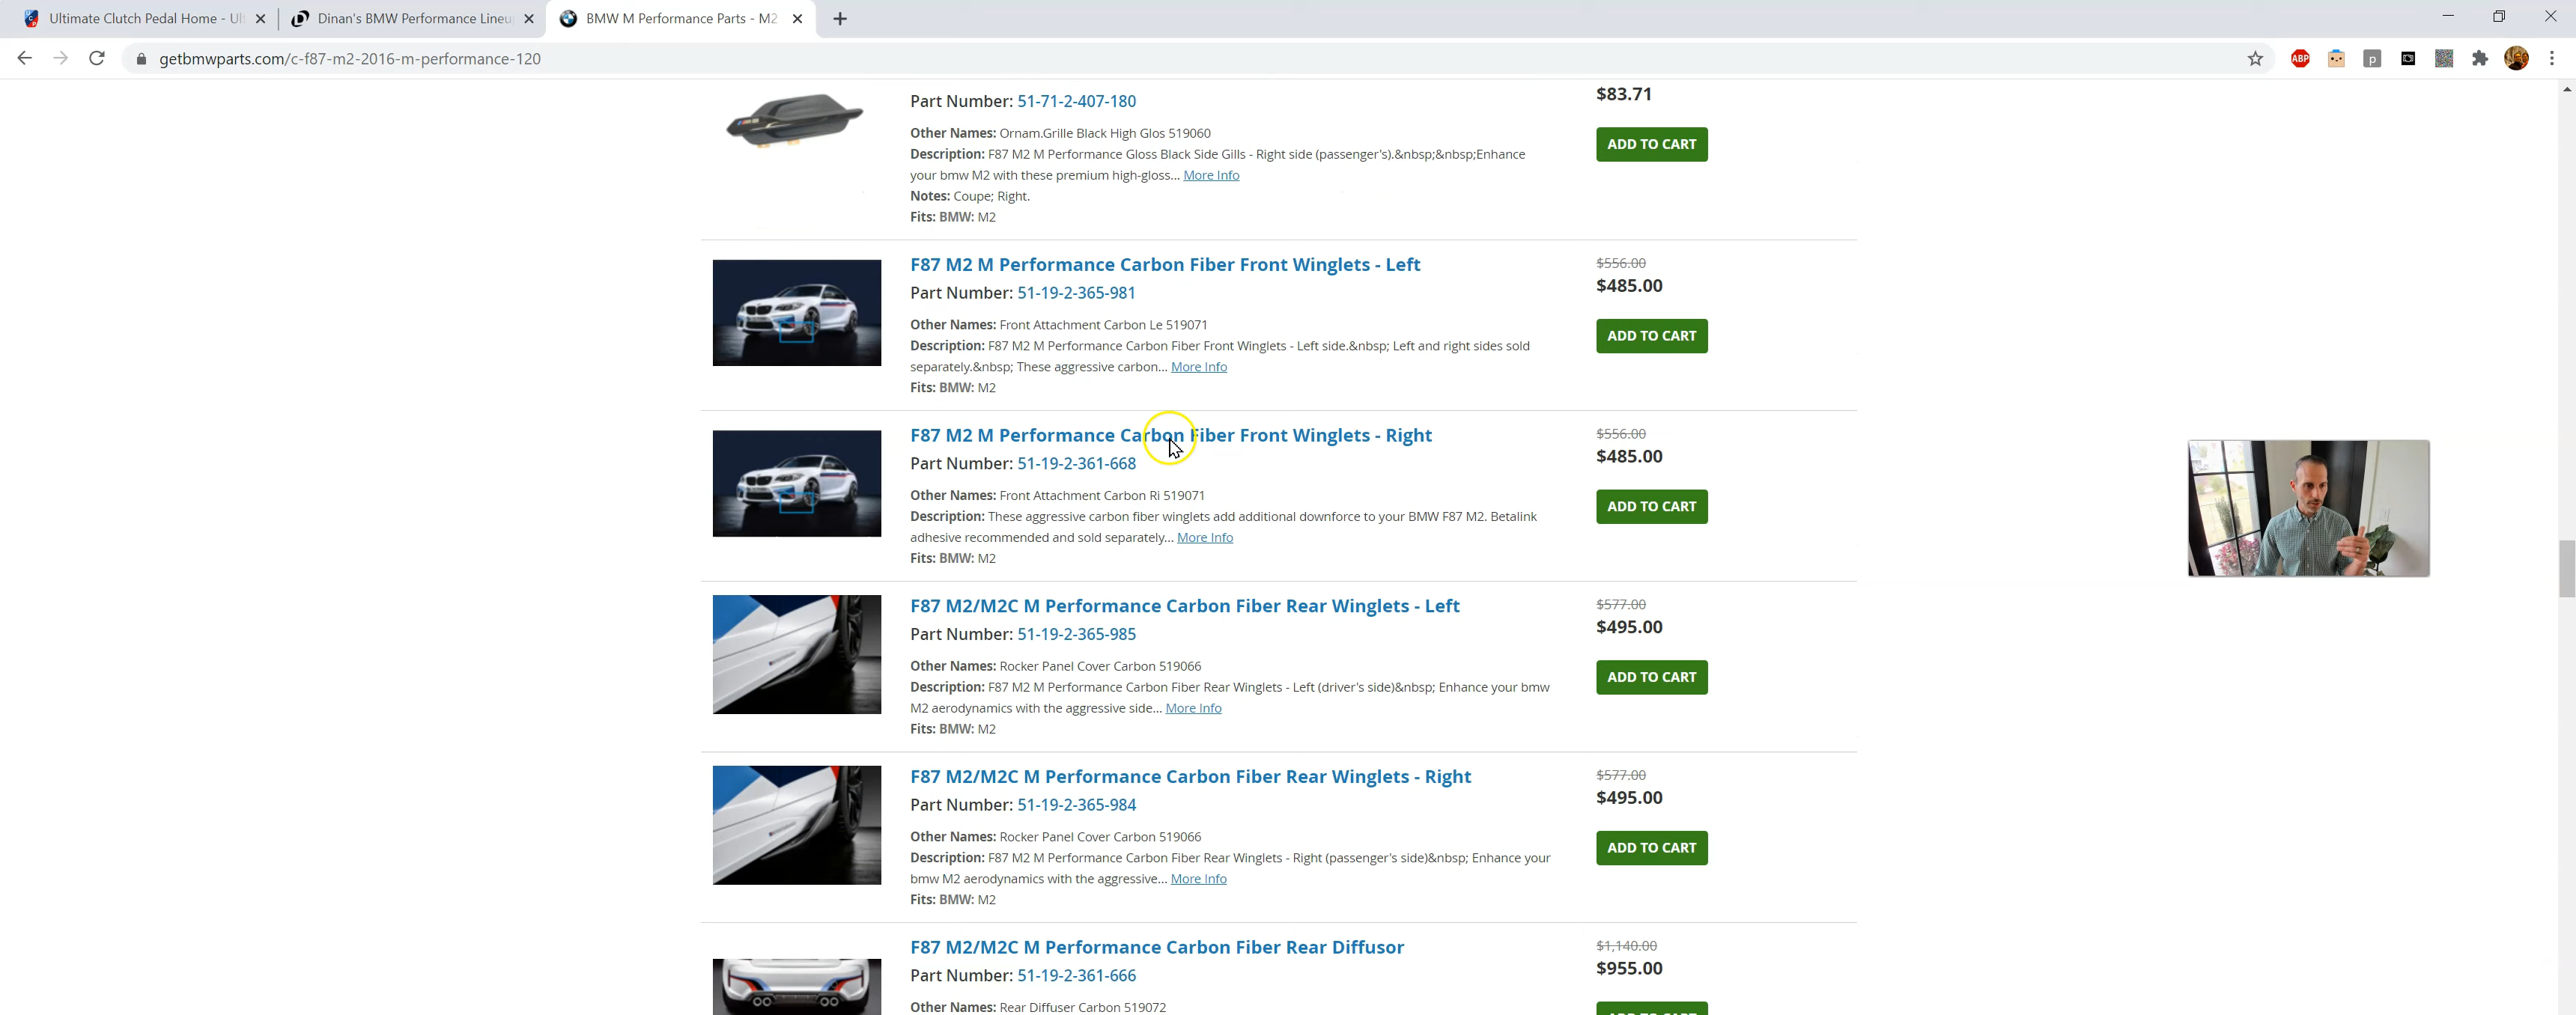 Ultimate Clutch Pedal Home - Ult
Dinan's BMW Performance Lineu
BMW M Performance Parts - M2
getbmwparts.com/c-f87-m2-2016-m-performance-120
ABP
p
Part Number: 51-71-2-407-180
$83.71
Other Names: Ornam.Grille Black High Glos 519060
ADD TO CART
Description: F87 M2 M Performance Gloss Black Side Gills - Right side (passenger's).&nbsp;&nbsp;Enhance
your bmw M2 with these premium high-gloss... More Info
Notes: Coupe; Right.
Fits: BMW: M2
F87 M2 M Performance Carbon Fiber Front Winglets - Left
$556.00
Part Number: 51-19-2-365-981
$485.00
Other Names: Front Attachment Carbon Le 519071
ADD TO CART
Description: F87 M2 M Performance Carbon Fiber Front Winglets - Left side.&nbsp; Left and right sides sold
separately.&nbsp; These aggressive carbon... More Info
Fits: BMW: M2
F87 M2 M Performance Carbon Fiber Front Winglets - Right
$556.00
Part Number: 51-19-2-361-668
$485.00
Other Names: Front Attachment Carbon Ri 519071
ADD TO CART
Description: These aggressive carbon fiber winglets add additional downforce to your BMW F87 M2. Betalink
adhesive recommended and sold separately... More Info
Fits: BMW: M2
F87 M2/M2C M Performance Carbon Fiber Rear Winglets - Left
$577.00
Part Number: 51-19-2-365-985
$495.00
Other Names: Rocker Panel Cover Carbon 519066
ADD TO CART
Description: F87 M2 M Performance Carbon Fiber Rear Winglets - Left (driver's side)&nbsp; Enhance your bmw
M2 aerodynamics with the aggressive side... More Info
Fits: BMW: M2
F87 M2/M2C M Performance Carbon Fiber Rear Winglets - Right
$577.00
Part Number: 51-19-2-365-984
$495.00
Other Names: Rocker Panel Cover Carbon 519066
ADD TO CART
Description: F87 M2 M Performance Carbon Fiber Rear Winglets - Right (passenger's side)&nbsp; Enhance your
bmw M2 aerodynamics with the aggressive... More Info
Fits: BMW: M2
F87 M2/M2C M Performance Carbon Fiber Rear Diffusor
$1,140.00
Part Number: 51-19-2-361-666
$955.00
Other Names: Rear Diffuser Carbon 519072
ADD TO CART